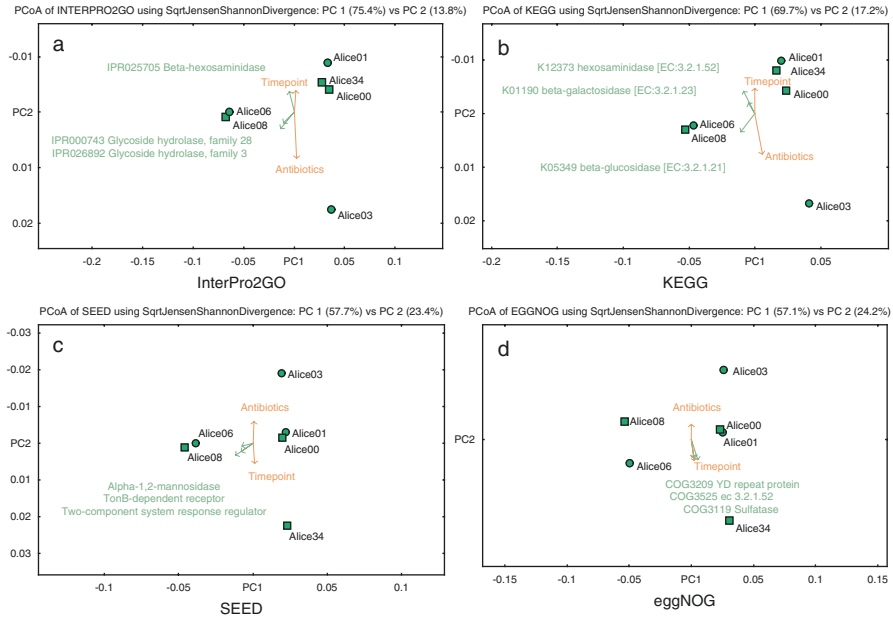 PCoA of INTERPRO2GO using SqrtJensenShannonDivergence: PC 1 (75.4%) vs PC 2 (13.8%)
a
Alice01
IPR025705 Beta-hexosaminidase
Timepoint
Alice34
Alice00
-0.01
PC2
0.01
0.02
Alice06
Alice08
IPR000743 Glycoside hydrolase, family 28
IPR026892 Glycoside hydrolase, family 3
Antibiotics
Alice03
-0.2
-0.1
-0.05
PC1
0.05
0.1
InterPro2GO
PCoA of KEGG using SqrtJensenShannonDivergence: PC 1 (69.7%) vs PC 2 (17.2%)
b
Alice01
K12373 hexosaminidase [EC:3.2.1.52]
Alice34
Timepoint
K01190 beta-galactosidase [EC:3.2.1.23]
Alice00
-0.01
PC2
0.01
0.02
Alice06
Alice08
Antibiotics
K05349 beta-glucosidase [EC:3.2.1.21]
Alice03
-0.2
-0.1
-0.05
PC1
0.05
KEGG
PCoA of SEED using SqrtJensenShannonDivergence: PC 1 (57.7%) vs PC 2 (23.4%)
-0.03
-0.02
-0.01
PC2
0.01
0.02
0.03
c
Alice03
Antibiotics
Alice06
Alice01
Alice08
Alice00
Timepoint
Alpha-1,2-mannosidase
TonB-dependent receptor
Two-component system response regulator
Alice34
-0.1
-0.05
PC1
0.05
0.1
SEED
PCoA of EGGNOG using SqrtJensenShannonDivergence: PC 1 (57.1%) vs PC 2 (24.2%)
d
Alice03
Antibiotics
Alice08
Alice00
PC2
Alice01
Alice06
Timepoint
COG3209 YD repeat protein
COG3525 ec 3.2.1.52
COG3119 Sulfatase
Alice34
-0.15
-0.1
-0.05
PC1
0.05
0.1
0.15
eggNOG